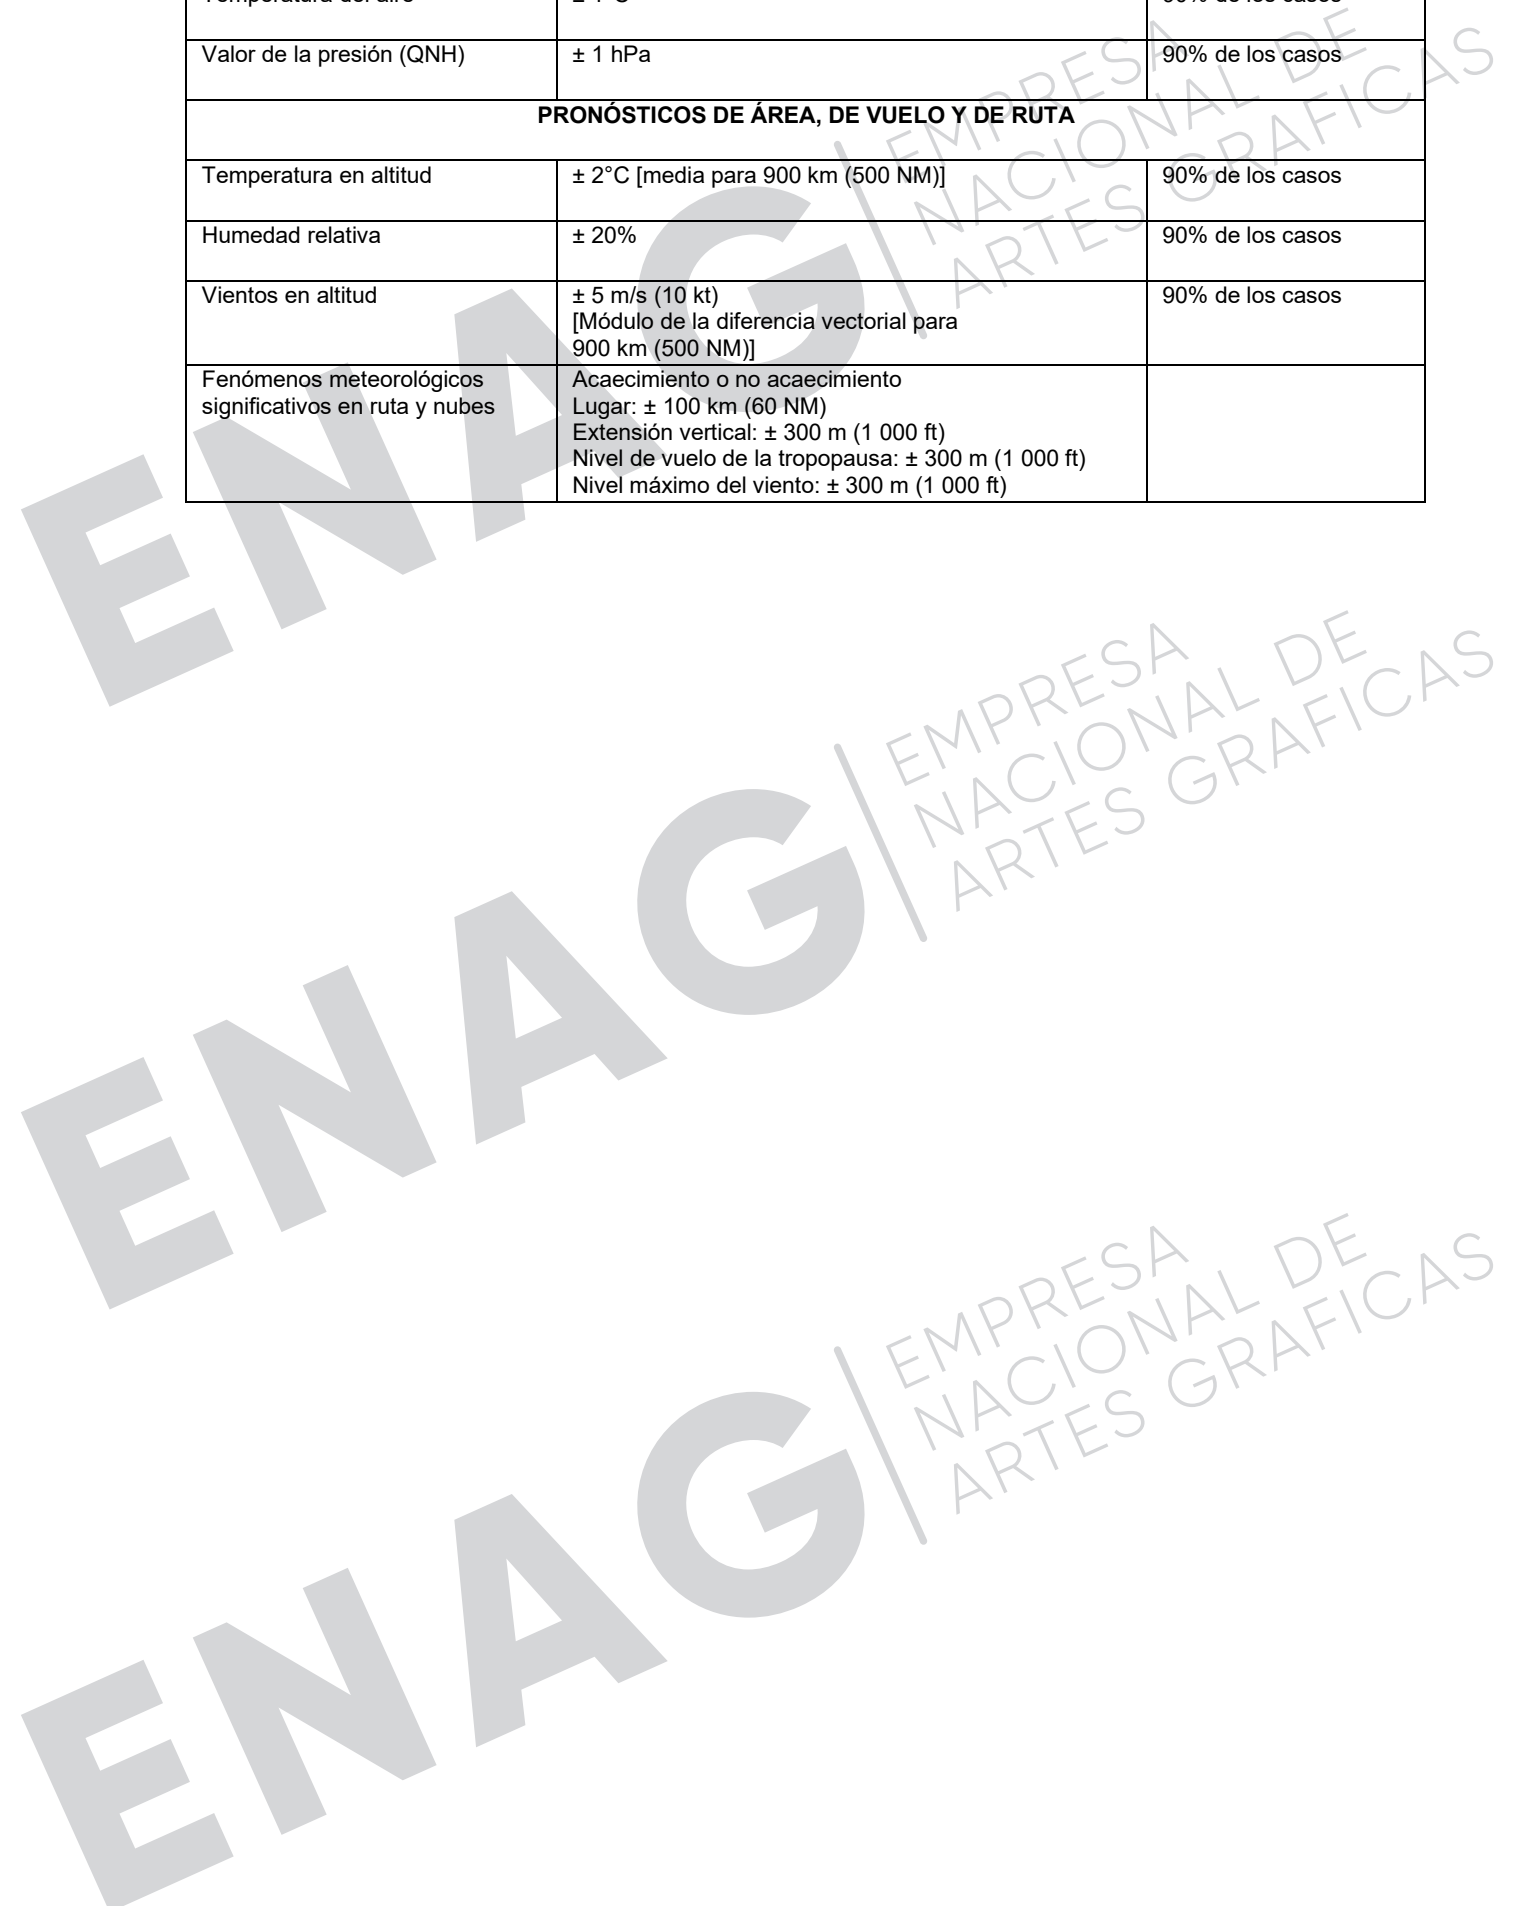 Valor de la presión (QNH) ± 1 hPa 90% de los casos
PRONÓSTICOS DE ÁREA, DE VUELO Y DE RUTA
Temperatura en altitud ± 2°C [media para 900 km (500 NM)] 90% de los casos
Humedad relativa ± 20% 90% de los casos
Vientos en altitud ± 5 m/s (10 kt) 90% de los casos
[Módulo de la diferencia vectorial para
900 km (500 NM)]
Fenómenos meteorológicos Acaecimiento o no acaecimiento
significativos en ruta y nubes Lugar: ± 100 km (60 NM)
Extensión vertical: ± 300 m (1 000 ft)
Nivel de vuelo de la tropopausa: ± 300 m (1 000 ft)
Nivel máximo del viento: ± 300 m (1 000 ft)
ENAG
EMPRESA
NACIONAL DE
ARTES GRAFICAS
ENAG
EMPRESA
NACIONAL DE
ARTES GRAFICAS
ENAG
EMPRESA
NACIONAL DE
ARTES GRAFICAS